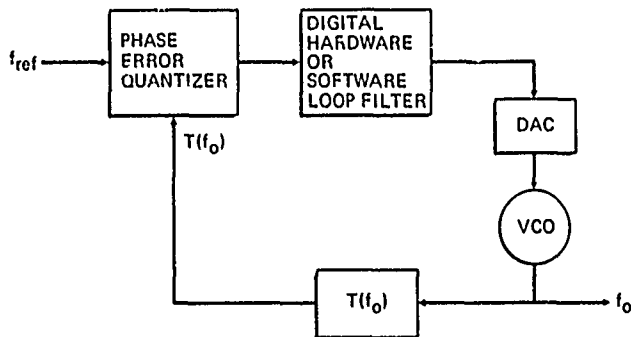 f_ref
PHASE
ERROR
QUANTIZER
DIGITAL
HARDWARE
OR
SOFTWARE
LOOP FILTER
DAC
VCO
T(f_o)
T(f_o)
f_o